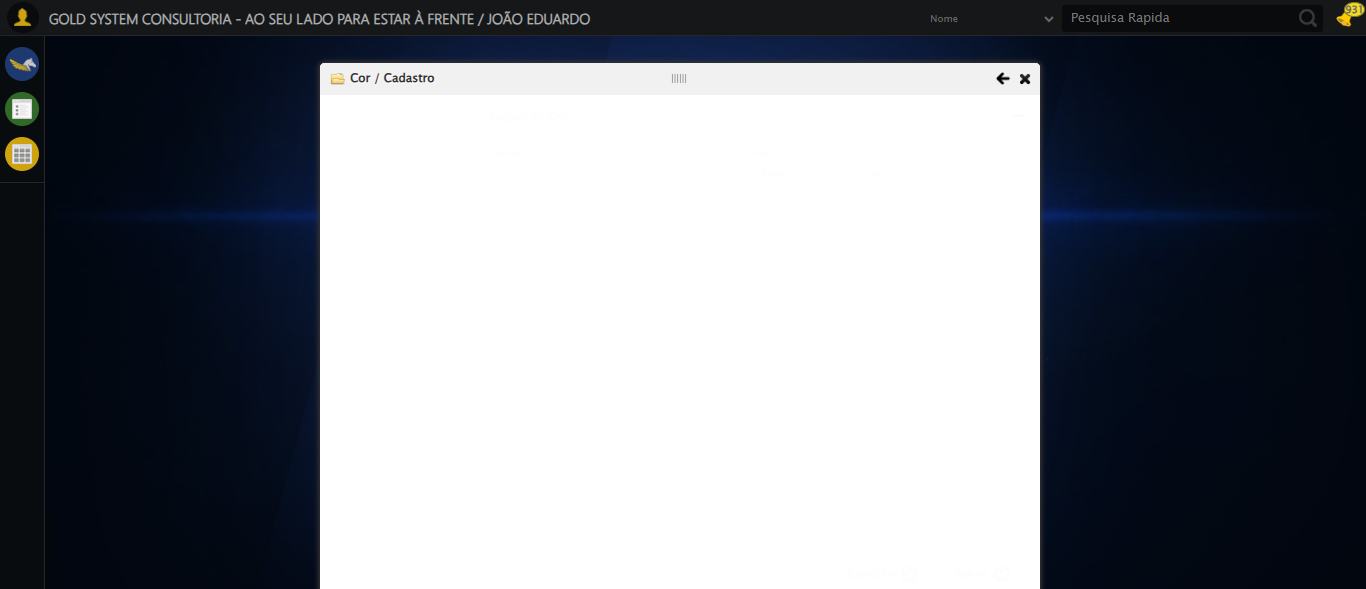 GOLD SYSTEM CONSULTORIA - AO SEU LADO PARA ESTAR À FRENTE / JOÃO EDUARDO
Nome
Pesquisa Rapida
931
Cor / Cadastro